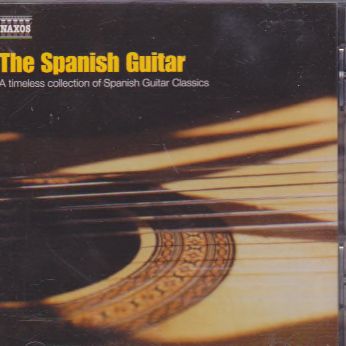 NAXOS
The Spanish Guitar
A timeless collection of Spanish Guitar Classics